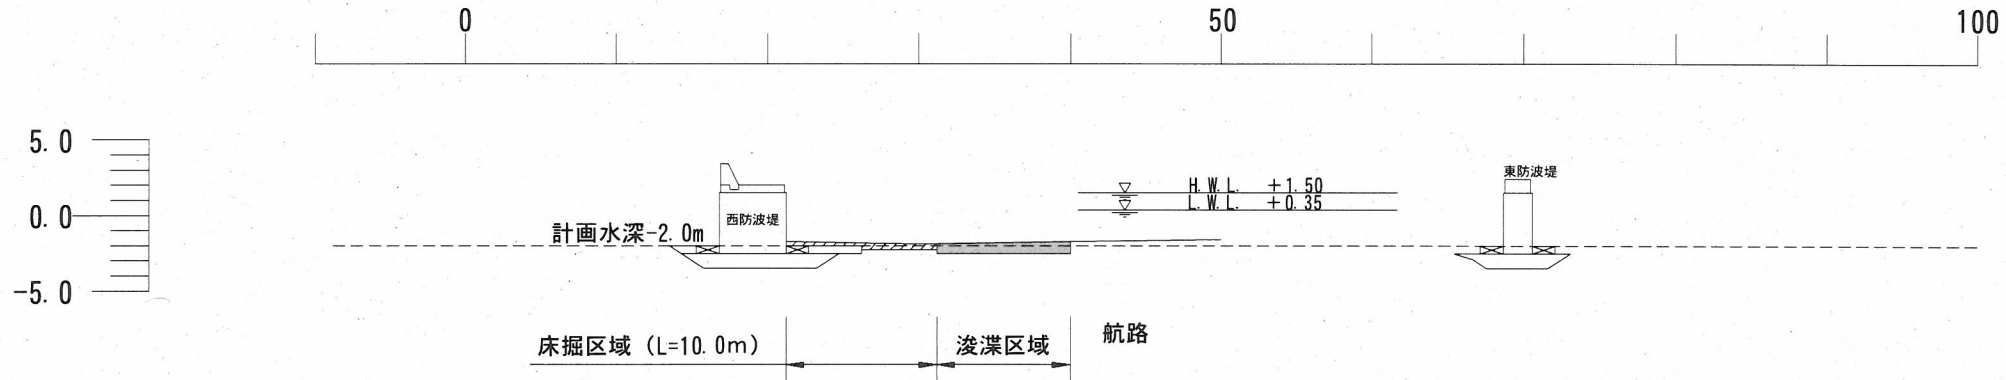 0
50
100
5.0
0.0
-5.0
西防波堤
東防波堤
H.W.L. +1.50
L.W.L. +0.35
計画水深-2.0m
床掘区域 (L=10.0m)
浚渫区域
航路